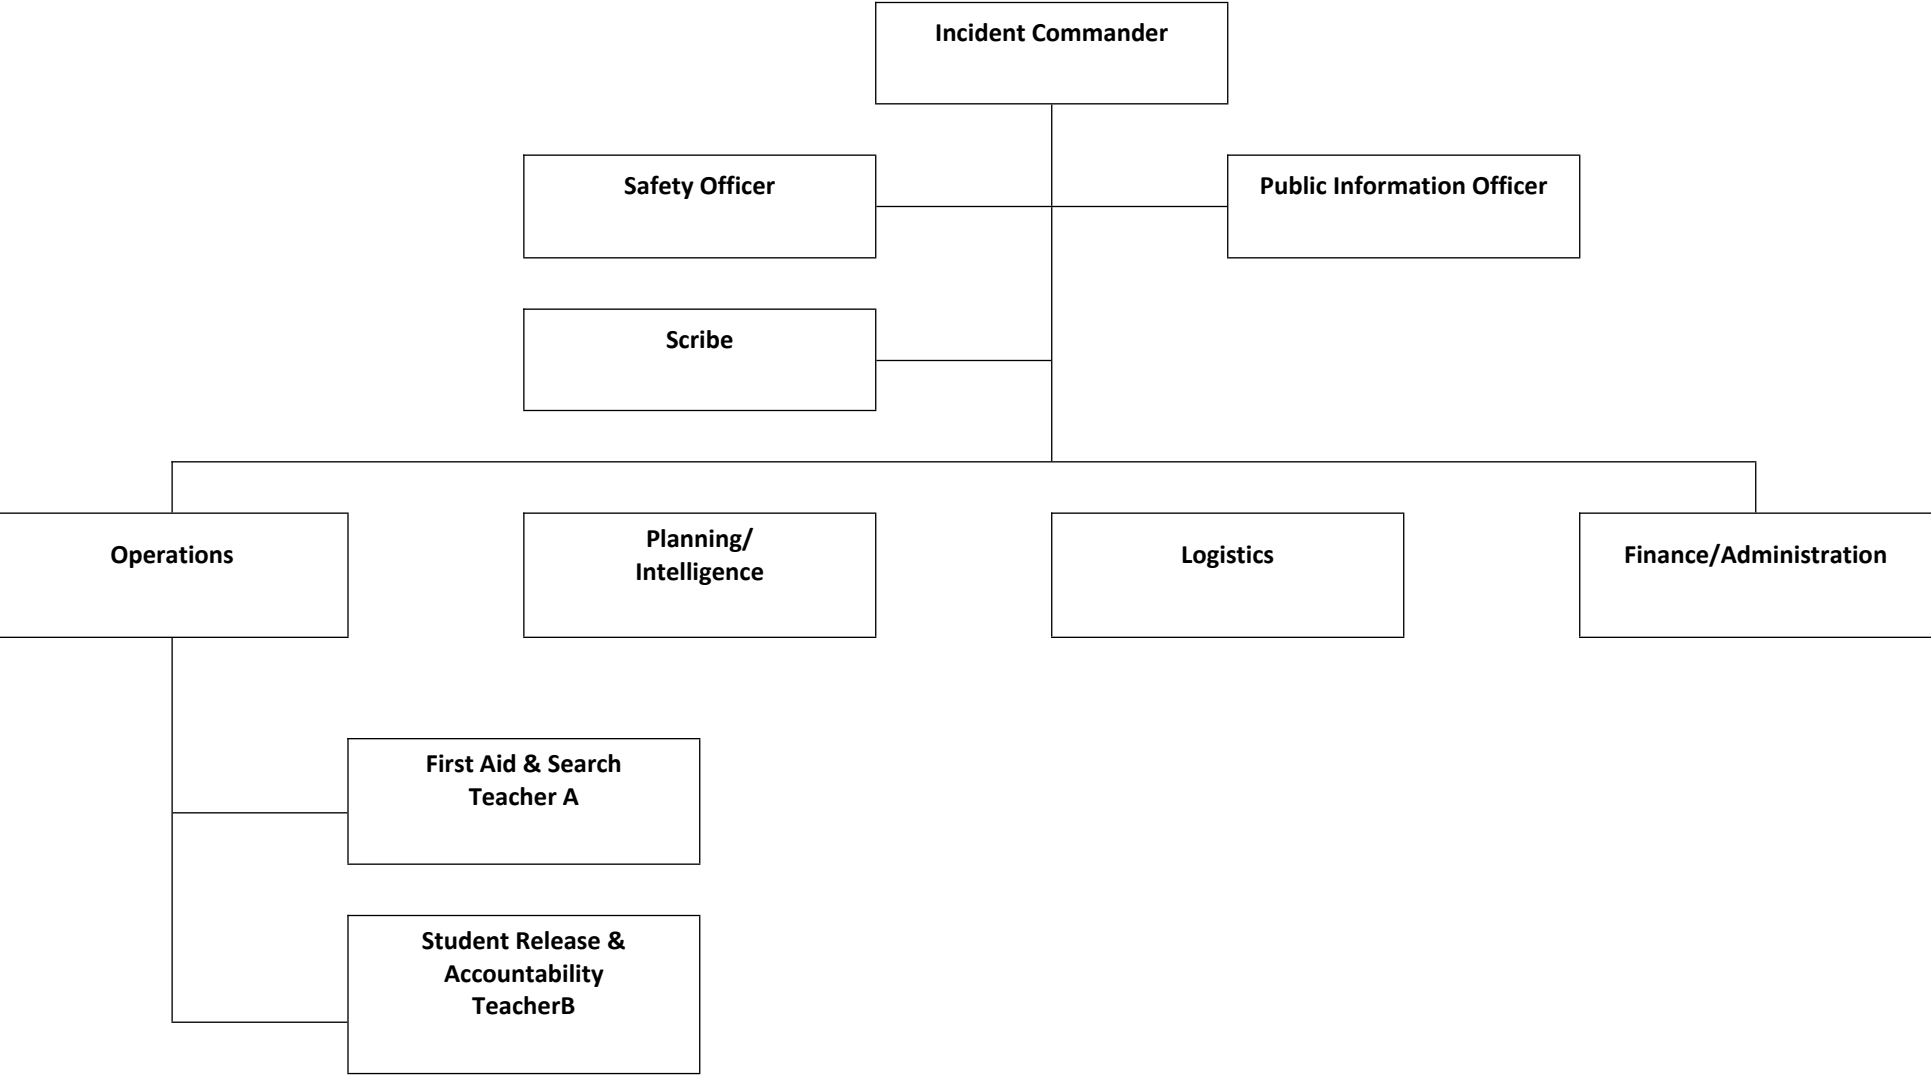 Incident Commander
Safety Officer
Public Information Officer
Scribe
Operations
Planning/
Intelligence
Logistics
Finance/Administration
First Aid & Search
Teacher A
Student Release &
Accountability
TeacherB